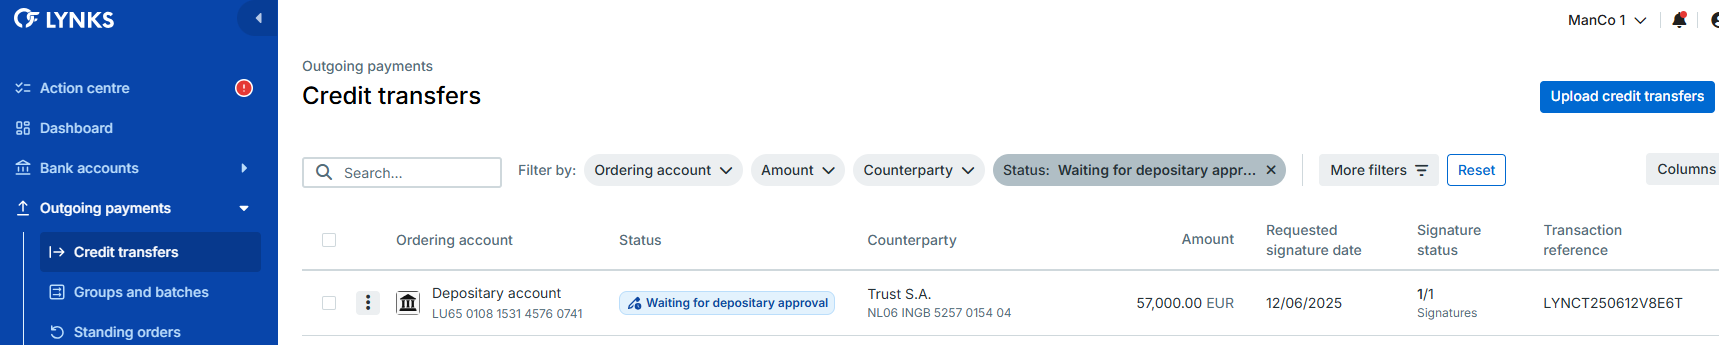 LYNKS
ManCo 1
Action centre
Dashboard
Bank accounts
Outgoing payments
Credit transfers
Groups and batches
Standing orders
Outgoing payments
Credit transfers
Upload credit transfers
Search...
Filter by:
Ordering account
Amount
Counterparty
Status: Waiting for depositary appr...
More filters
Reset
Columns
Ordering account
Status
Counterparty
Amount
Requested
signature date
Signature
status
Transaction
reference
Depositary account
LU65 0108 1531 4576 0741
Waiting for depositary approval
Trust S.A.
NL06 INGB 5257 0154 04
57,000.00 EUR
12/06/2025
1/1
Signatures
LYNCT250612V8E6T